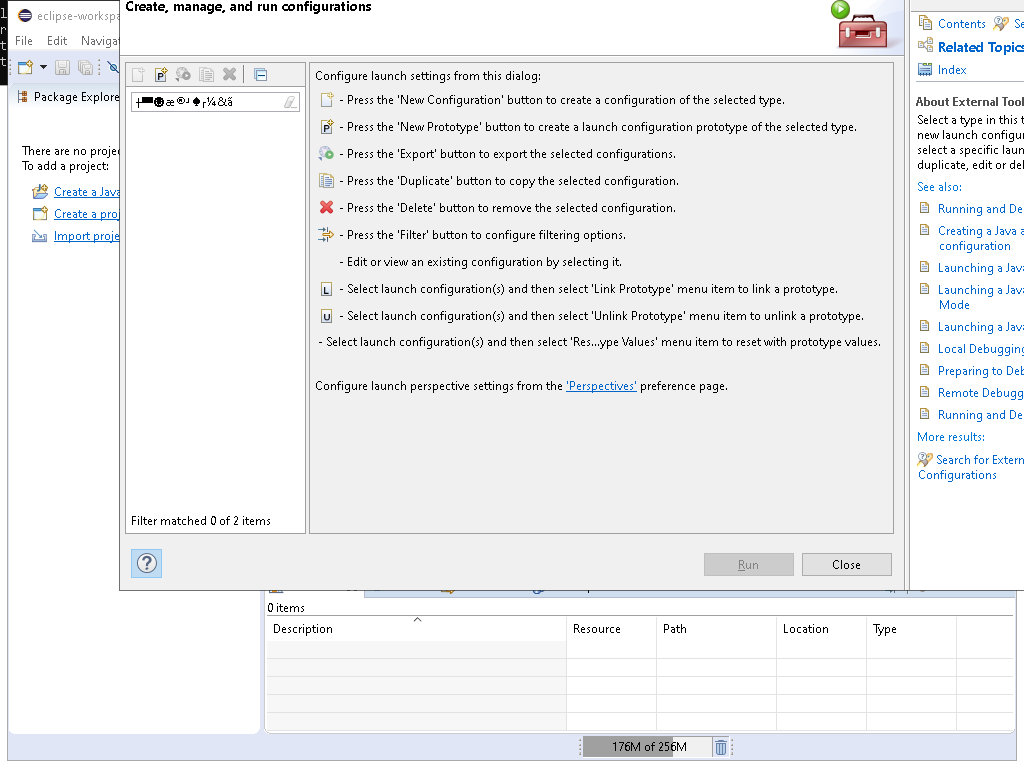 eclipse-workspa
File Edit Navigat
Package Explore
There are no projec
To add a project:
Create a Java
Create a proj
Import proje
Create, manage, and run configurations
Filter matched 0 of 2 items
Configure launch settings from this dialog:
- Press the 'New Configuration' button to create a configuration of the selected type.
- Press the 'New Prototype' button to create a launch configuration prototype of the selected type.
- Press the 'Export' button to export the selected configurations.
- Press the 'Duplicate' button to copy the selected configuration.
- Press the 'Delete' button to remove the selected configuration.
- Press the 'Filter' button to configure filtering options.
- Edit or view an existing configuration by selecting it.
- Select launch configuration(s) and then select 'Link Prototype' menu item to link a prototype.
- Select launch configuration(s) and then select 'Unlink Prototype' menu item to unlink a prototype.
- Select launch configuration(s) and then select 'Res...ype Values' menu item to reset with prototype values.
Configure launch perspective settings from the 'Perspectives' preference page.
Run Close
Contents Se
Related Topics
Index
About External Tool
Select a type in this t
new launch configur
select a specific laun
duplicate, edit or del
See also:
Running and De
Creating a Java a
configuration
Launching a Java
Launching a Java
Mode
Launching a Java
Local Debugging
Preparing to Deb
Remote Debugg
Running and De
More results:
Search for Extern
Configurations
0 items
Description Resource Path Location Type
176M of 256M